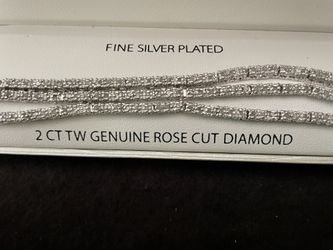 FINE SILVER PLATED
2 CT TW GENUINE ROSE CUT DIAMOND